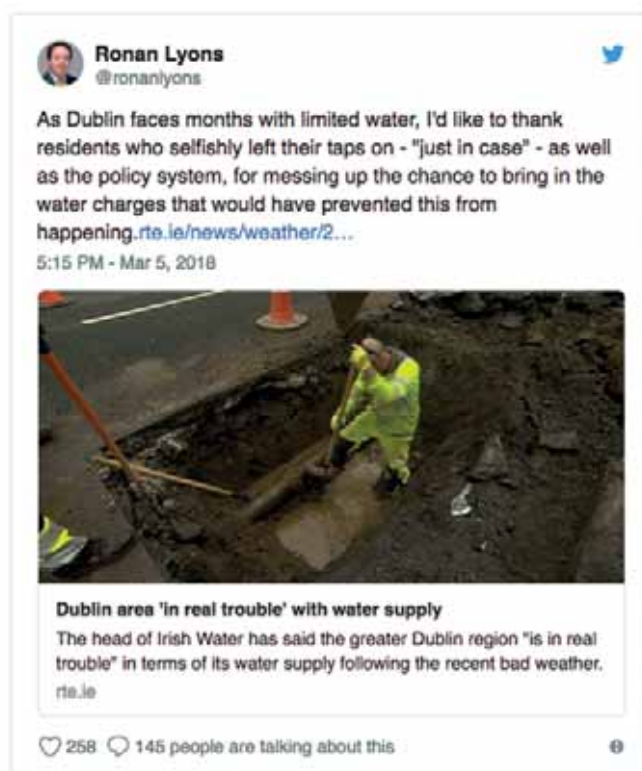 Ronan Lyons
@ronanlyons
As Dublin faces months with limited water, I'd like to thank
residents who selfishly left their taps on - "just in case" - as well
as the policy system, for messing up the chance to bring in the
water charges that would have prevented this from
happening.rte.ie/news/weather/2…
5:15 PM - Mar 5, 2018
Dublin area 'in real trouble' with water supply
The head of Irish Water has said the greater Dublin region "is in real
trouble" in terms of its water supply following the recent bad weather.
rte.ie
258 145 people are talking about this